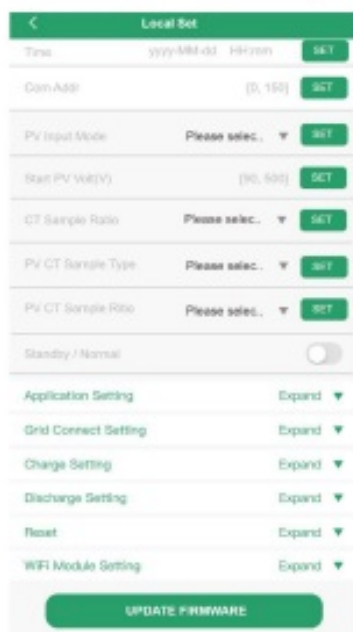 Local Set
Time yyyy-MM-dd HH:mm SET
Com Addr [0, 150] SET
PV Input Mode Please selec.. SET
Start PV Volt(V) [90, 500] SET
CT Sample Ratio Please selec.. SET
PV CT Sample Type Please selec.. SET
PV CT Sample Ritio Please selec.. SET
Standby / Normal
Application Setting Expand
Grid Connect Setting Expand
Charge Setting Expand
Discharge Setting Expand
Reset Expand
WiFi Module Setting Expand
UPDATE FIRMWARE